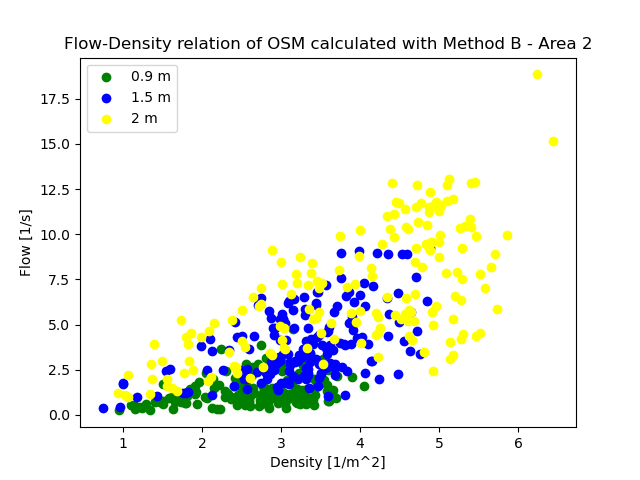 Flow-Density relation of OSM calculated with Method B - Area 2
0.9 m
1.5 m
2 m
17.5
15.0
12.5
10.0
7.5
5.0
2.5
0.0
Flow [1/s]
1 2 3 4 5 6
Density [1/m^2]